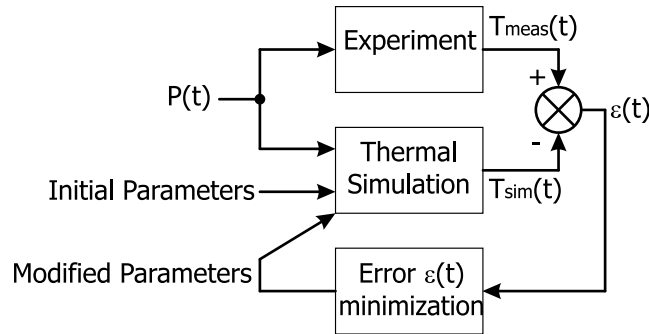 Experiment
Tmeas(t)
P(t)
+
ε(t)
-
Thermal
Simulation
Tsim(t)
Initial Parameters
Modified Parameters
Error ε(t)
minimization